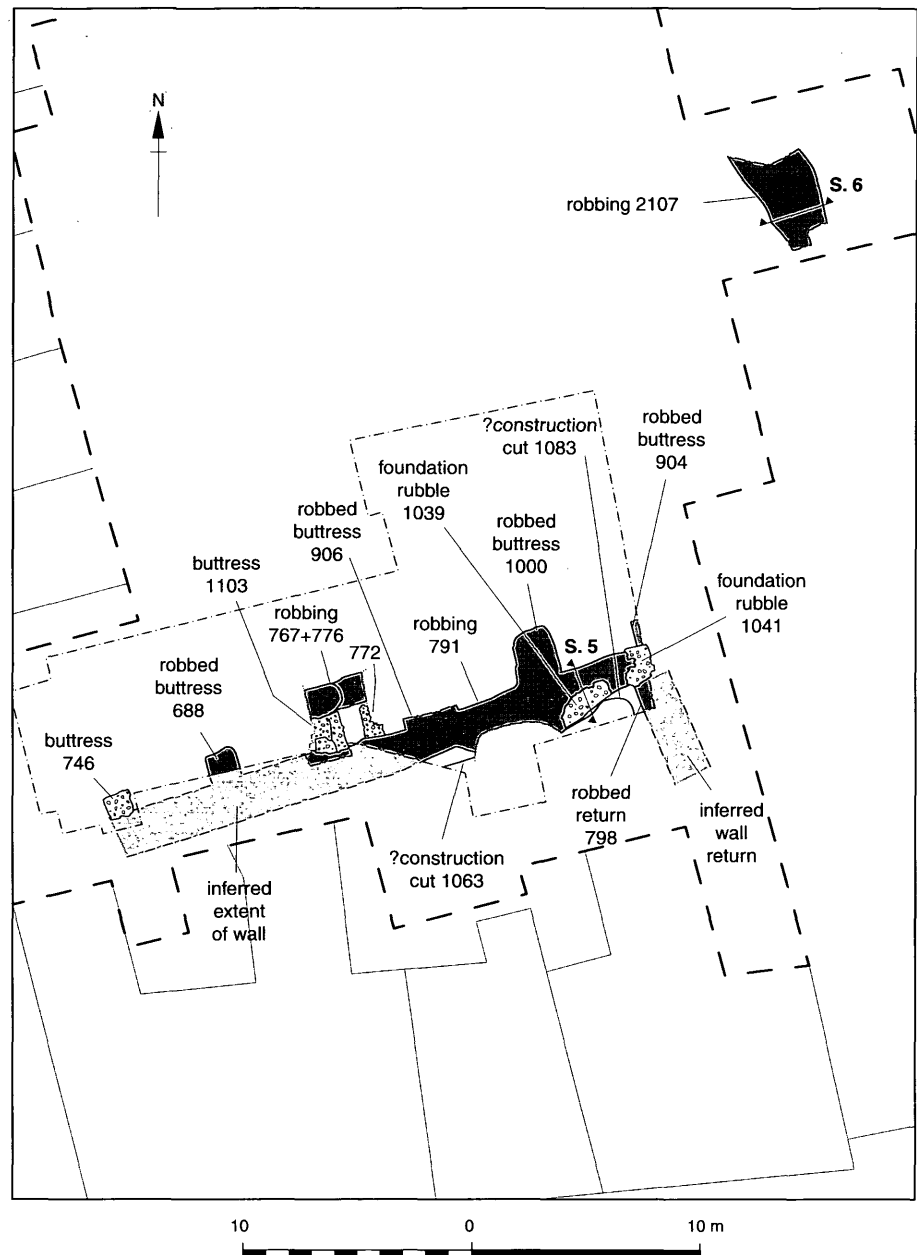 N
S. 6
robbing 2107
?construction
cut 1083
robbed
buttress
904
foundation
rubble
1039
robbed
buttress
906
robbed
buttress
1000
foundation
rubble
1041
buttress
1103
robbing
767+776
772
robbing
791
S. 5
robbed
buttress
688
buttress
746
robbed
return
798
inferred
wall
return
?construction
cut 1063
inferred
extent
of wall
10 0 10 m